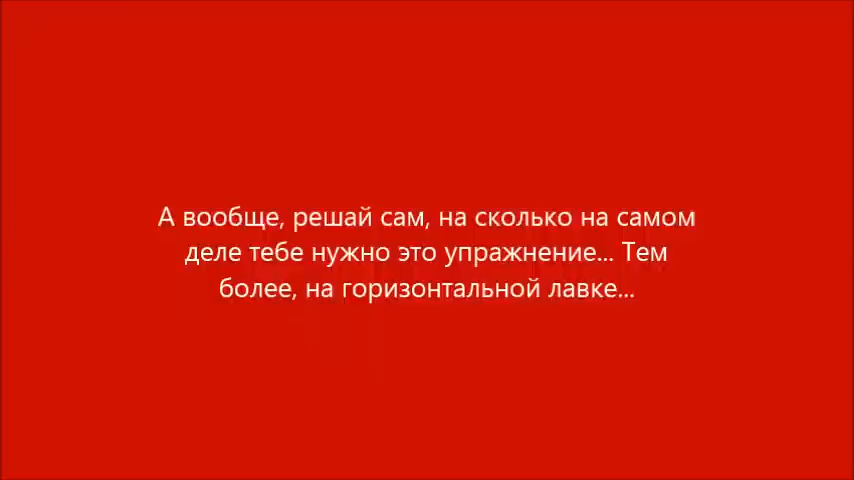 А вообще, решай сам, на сколько на самом
деле тебе нужно это упражнение... Тем
более, на горизонтальной лавке...